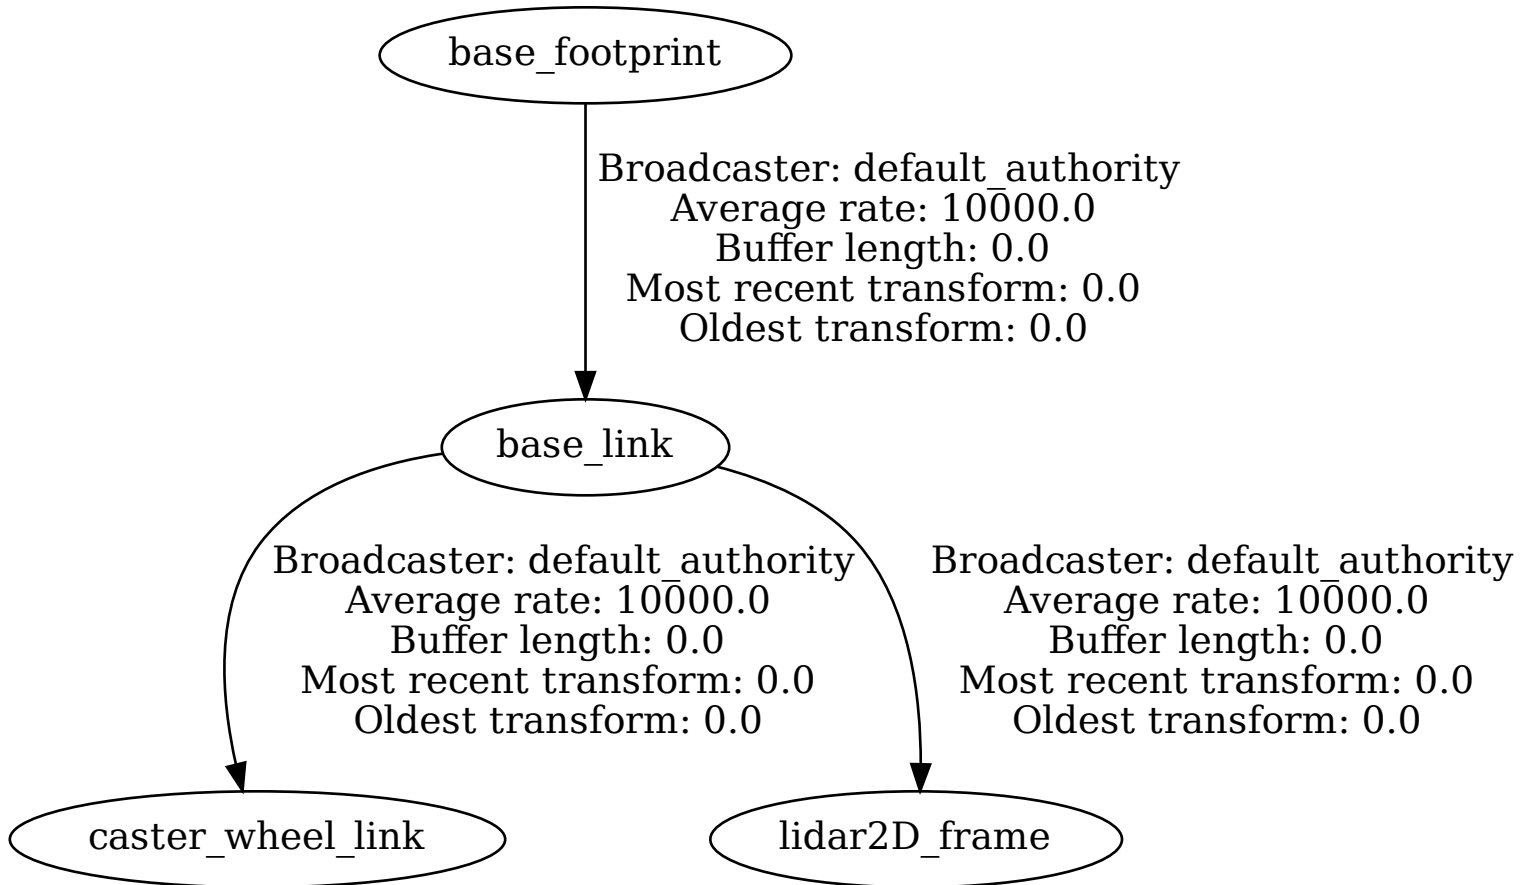 base_footprint
Broadcaster: default_authority
Average rate: 10000.0
Buffer length: 0.0
Most recent transform: 0.0
Oldest transform: 0.0
base_link
Broadcaster: default_authority
Average rate: 10000.0
Buffer length: 0.0
Most recent transform: 0.0
Oldest transform: 0.0
Broadcaster: default_authority
Average rate: 10000.0
Buffer length: 0.0
Most recent transform: 0.0
Oldest transform: 0.0
caster_wheel_link
lidar2D_frame